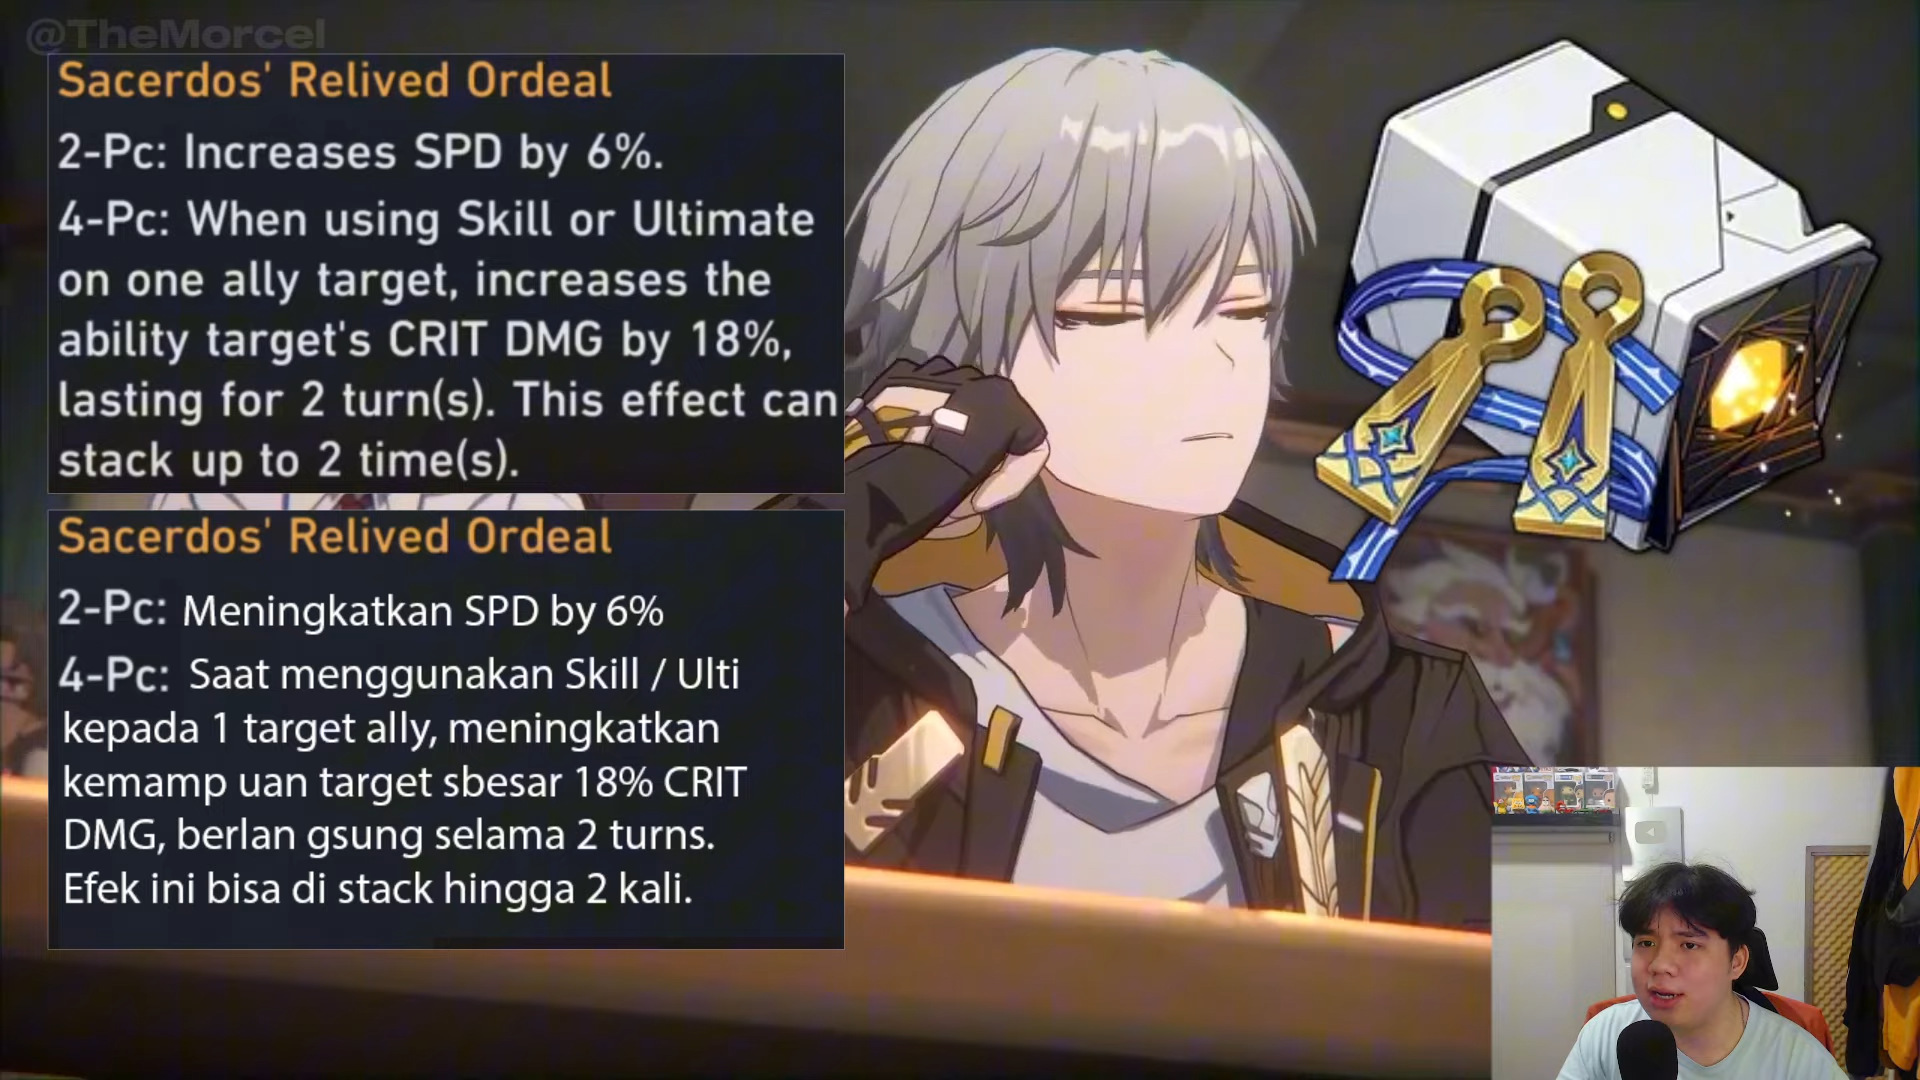 @TheMorcel
Sacerdos' Relived Ordeal
2-Pc: Increases SPD by 6%.
4-Pc: When using Skill or Ultimate
on one ally target, increases the
ability target's CRIT DMG by 18%,
lasting for 2 turn(s). This effect can
stack up to 2 time(s).
Sacerdos' Relived Ordeal
2-Pc: Meningkatkan SPD by 6%
4-Pc: Saat menggunakan Skill / Ulti
kepada 1 target ally, meningkatkan
kemamp uan target sbesar 18% CRIT
DMG, berlan gsung selama 2 turns.
Efek ini bisa di stack hingga 2 kali.